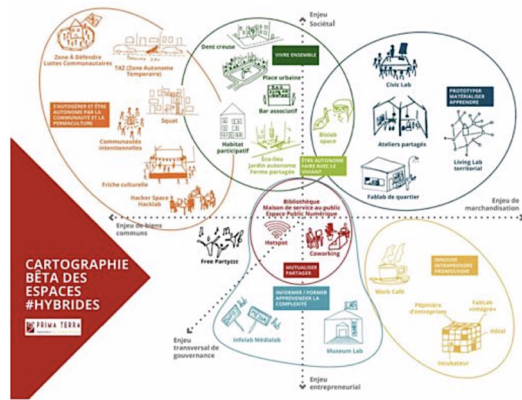 Enjeu
Sociétal
Zone À Défendre
Luttes Communautaires
TAZ (Zone Autonome
Temporaire)
Dent creuse
VIVRE ENSEMBLE
Place urbaine
Bar associatif
Civic Lab
PROTOTYPER
MATÉRIALISER
APPRENDRE
S'AUTOGÉRER ET ÊTRE
AUTONOME PAR LA
COMMUNAUTÉ ET LA
PERMACULTURE
Squat
Communautés
intentionnelles
Habitat
participatif
Biolab
space
Ateliers partagés
Living Lab
territorial
Eco-lieu
Jardin autonome
Ferme partagée
ÊTRE AUTONOME
FAIRE AVEC LE
VIVANT
Friche culturelle
Hacker Space
Hacklab
Fablab de quartier
Bibliothèque
Maison de service au public
Espace Public Numérique
Enjeu de biens
communs
Enjeu de
marchandisation
Hotspot
Coworking
Free Partyzzz
MUTUALISER
PARTAGER
CARTOGRAPHIE
BÊTA DES
ESPACES
#HYBRIDES
PRIMA TERRA
INNOVER
ENTREPRENDRE
PROMOUVOIR
Work Café
Pépinière
d'entreprises
FabLab
«intégré»
Hôtel
Incubateur
INFORMER / FORMER
APPRÉHENDER LA
COMPLEXITÉ
Infolab Médialab
Museum Lab
Enjeu
transversal de
gouvernance
Enjeu
entrepreneurial